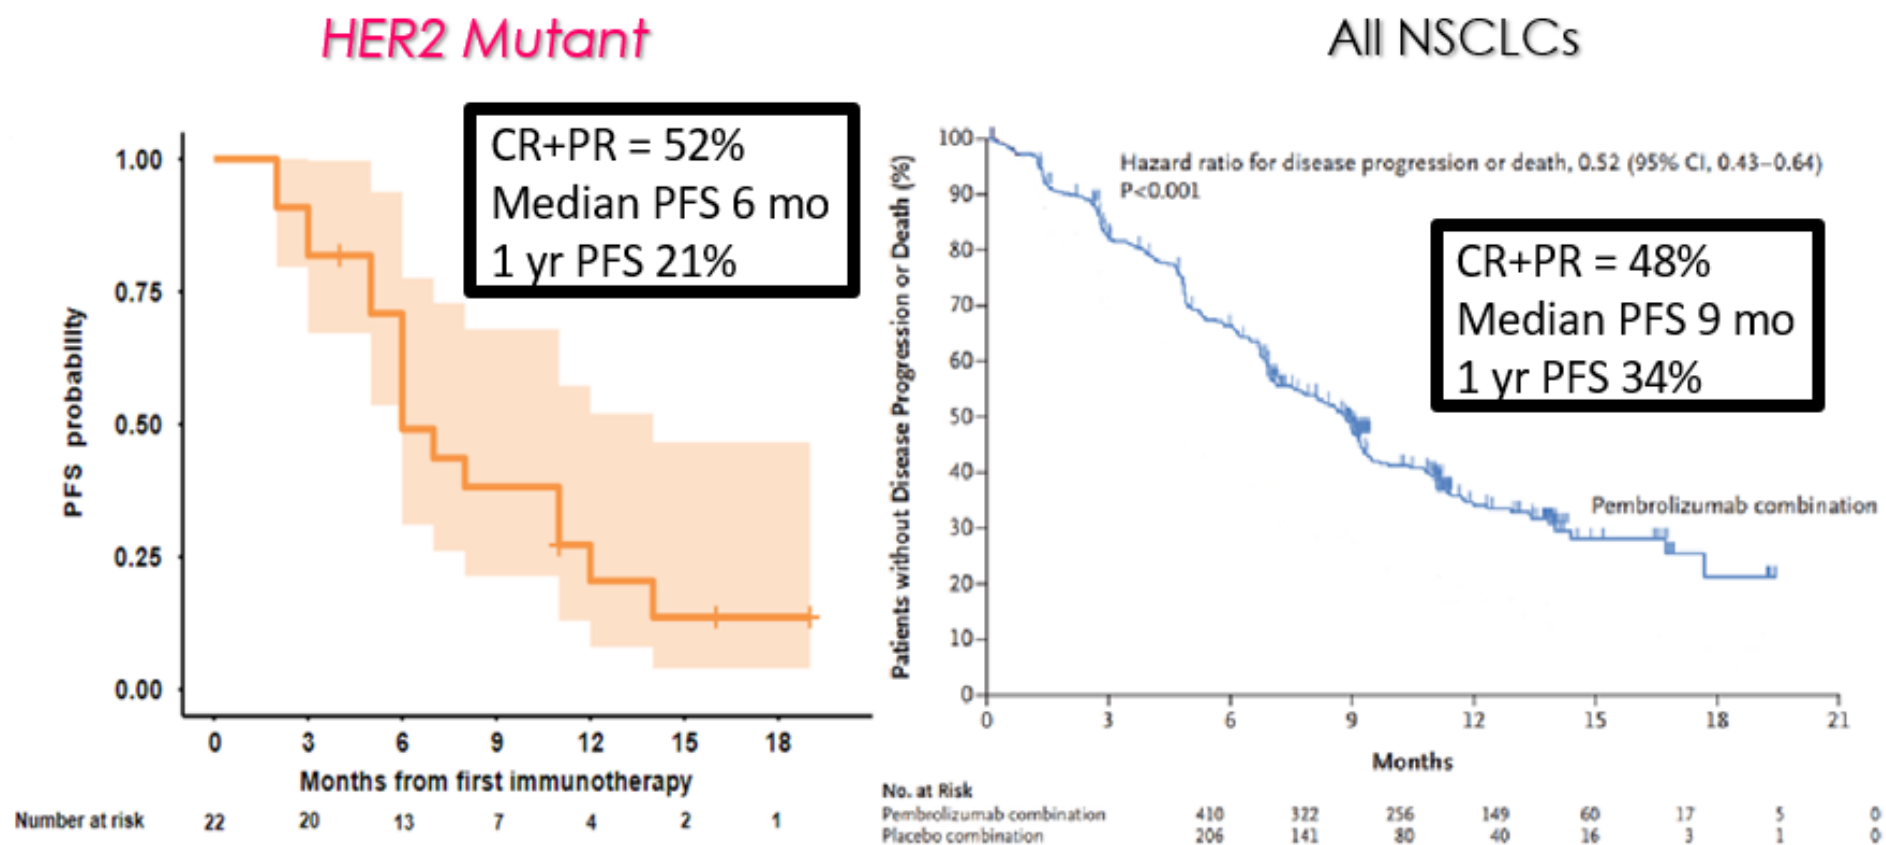 HER2 Mutant
CR+PR = 52%
Median PFS 6 mo
1 yr PFS 21%
1.00
0.75
0.50
0.25
0.00
PFS probability
0 3 6 9 12 15 18
Months from first immunotherapy
Number at risk 22 20 13 7 4 2 1
All NSCLCs
Hazard ratio for disease progression or death, 0.52 (95% CI, 0.43–0.64)
P<0.001
CR+PR = 48%
Median PFS 9 mo
1 yr PFS 34%
Pembrolizumab combination
100
90
80
70
60
50
40
30
20
10
0
Patients without Disease Progression or Death (%)
0 3 6 9 12 15 18 21
Months
No. at Risk
Pembrolizumab combination 410 322 256 149 60 17 5 0
Placebo combination 206 141 80 40 16 3 1 0